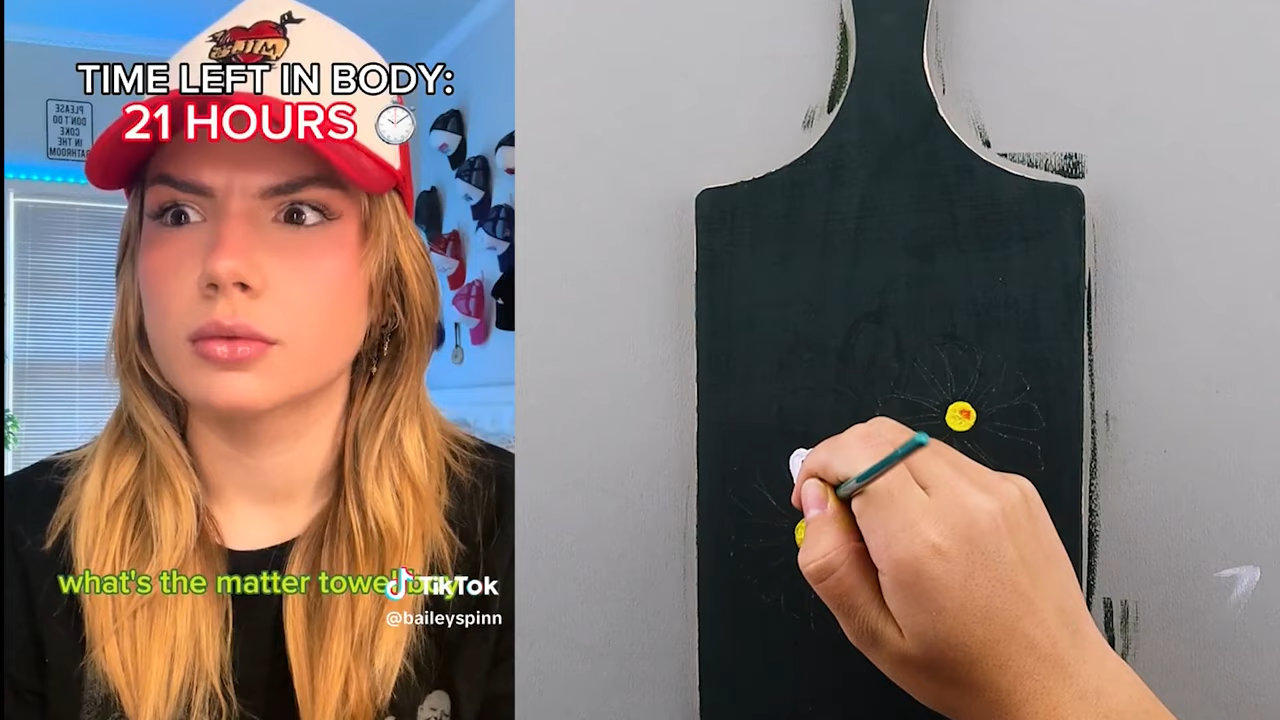 JIM
TIME LEFT IN BODY:
21 HOURS
PLEASE
DON'T DO
COKE
IN THE
BATHROOM
what's the matter towel
TikTok
@baileyspinn